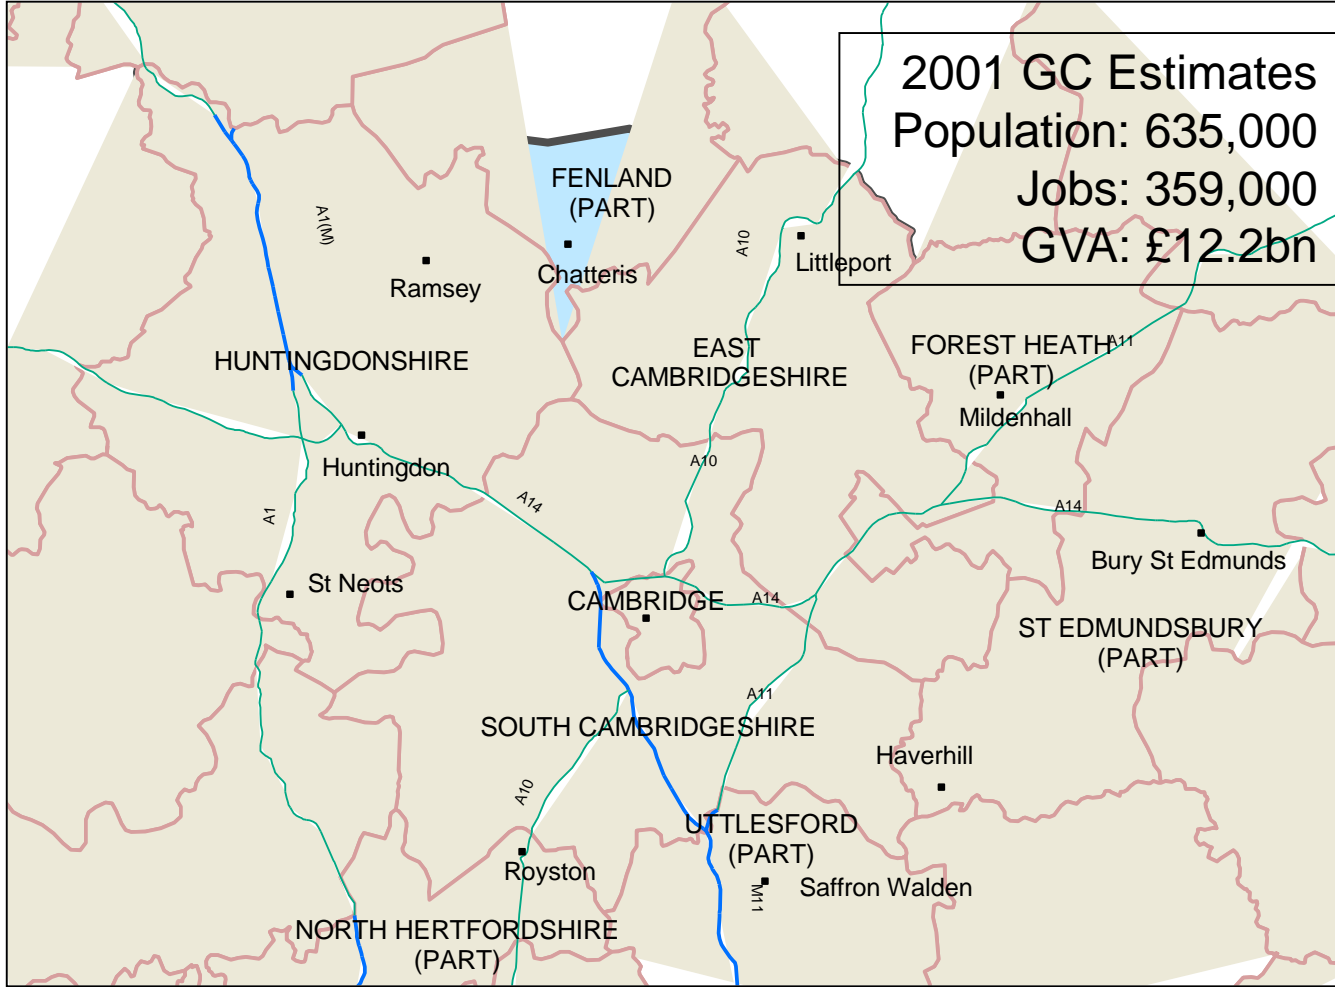 2001 GC Estimates
Population: 635,000
Jobs: 359,000
GVA: £12.2bn
FENLAND
(PART)
A1(M)
A10
Chatteris
Littleport
Ramsey
HUNTINGDONSHIRE
EAST
CAMBRIDGESHIRE
FOREST HEATH
(PART)
A11
Mildenhall
Huntingdon
A10
A14
A1
A14
Bury St Edmunds
St Neots
CAMBRIDGE
A14
ST EDMUNDSBURY
(PART)
A11
SOUTH CAMBRIDGESHIRE
Haverhill
A10
UTTLESFORD
(PART)
Royston
Saffron Walden
M11
NORTH HERTFORDSHIRE
(PART)